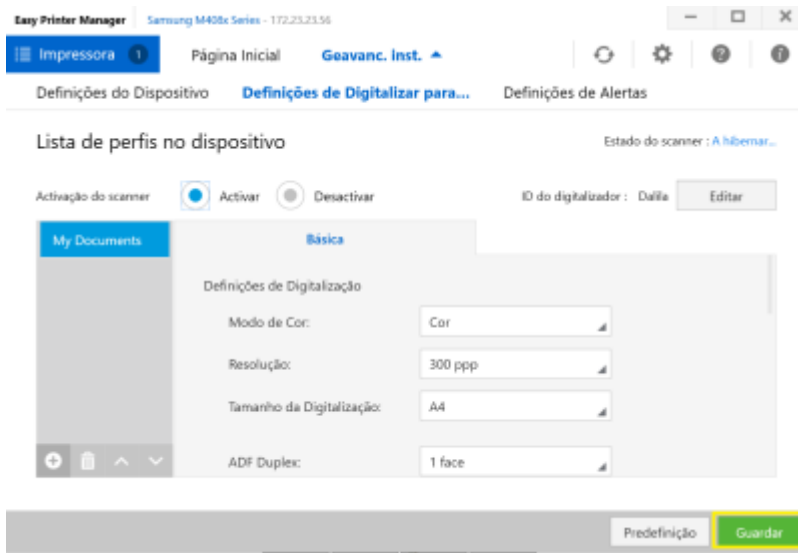 Easy Printer Manager Samsung M408x Series - 172.23.23.56
Impressora 1 Página Inicial Geavanc. inst.
Definições do Dispositivo Definições de Digitalizar para... Definições de Alertas
Lista de perfis no dispositivo Estado do scanner : A hibernar...
Activação do scanner Activar Desactivar ID do digitalizador : Dalila Editar
My Documents Básica
Definições de Digitalização
Modo de Cor: Cor
Resolução: 300 ppp
Tamanho da Digitalização: A4
ADF Duplex: 1 face
Predefinição Guardar